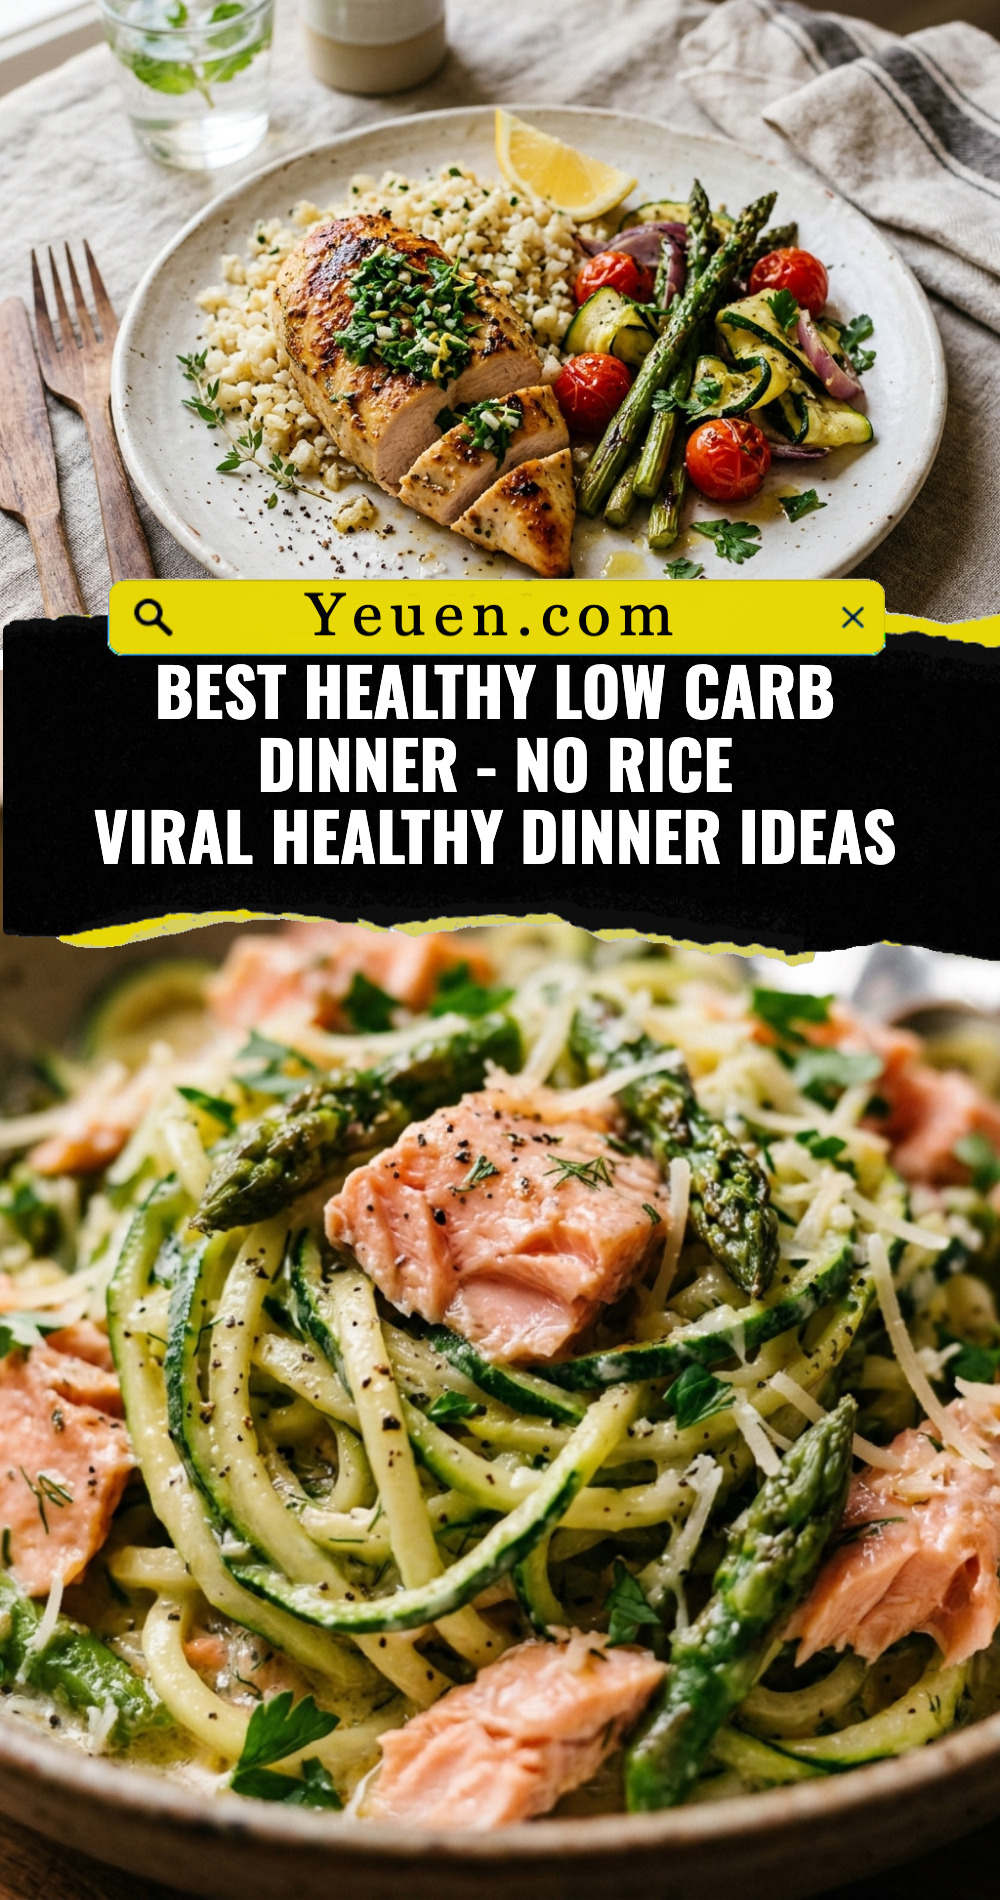 Yeuen.com
BEST HEALTHY LOW CARB
DINNER - NO RICE
VIRAL HEALTHY DINNER IDEAS